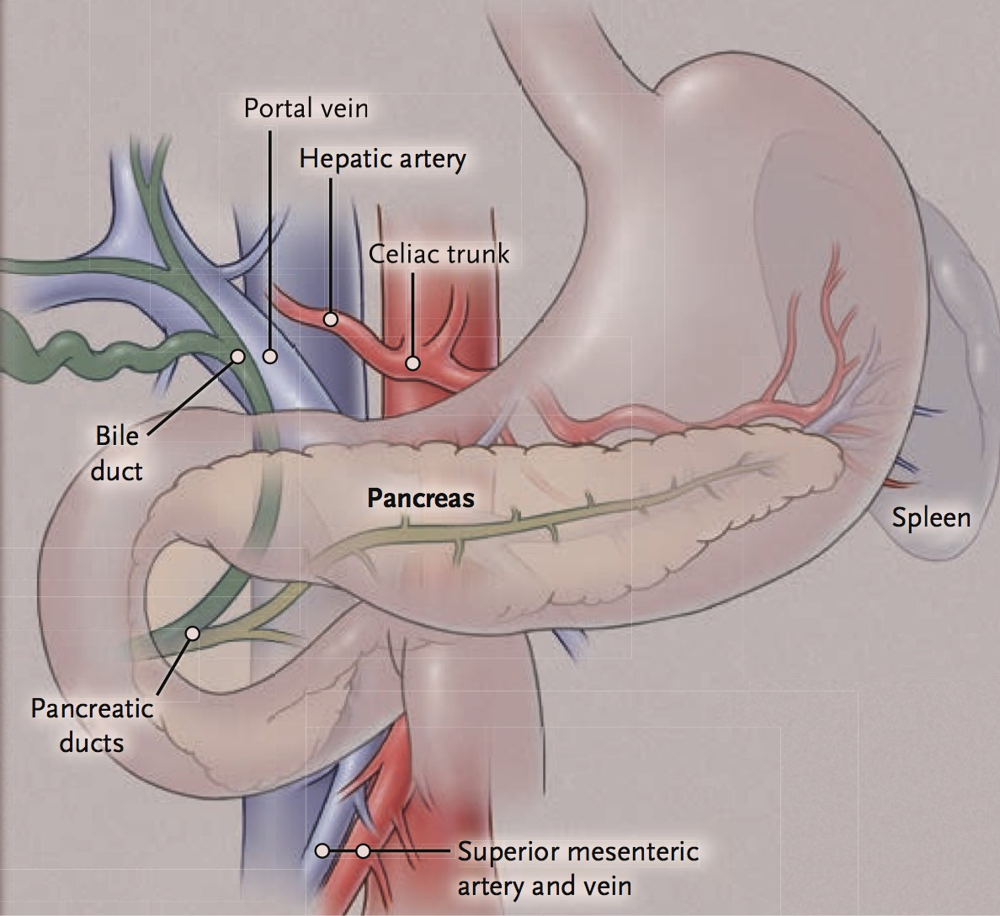 Portal vein
Hepatic artery
Celiac trunk
Bile
duct
Pancreas
Spleen
Pancreatic
ducts
Superior mesenteric
artery and vein